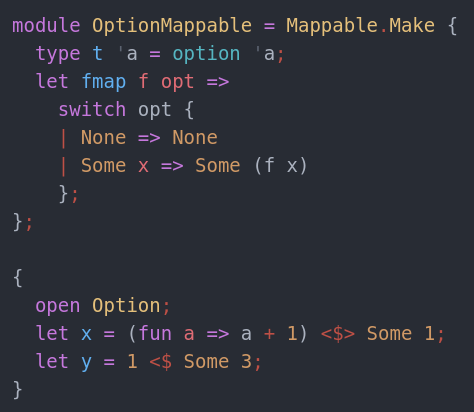 module OptionMappable = Mappable.Make {
  type t 'a = option 'a;
  let fmap f opt =>
    switch opt {
    | None => None
    | Some x => Some (f x)
    };
};

{
  open Option;
  let x = (fun a => a + 1) <$> Some 1;
  let y = 1 <$ Some 3;
}